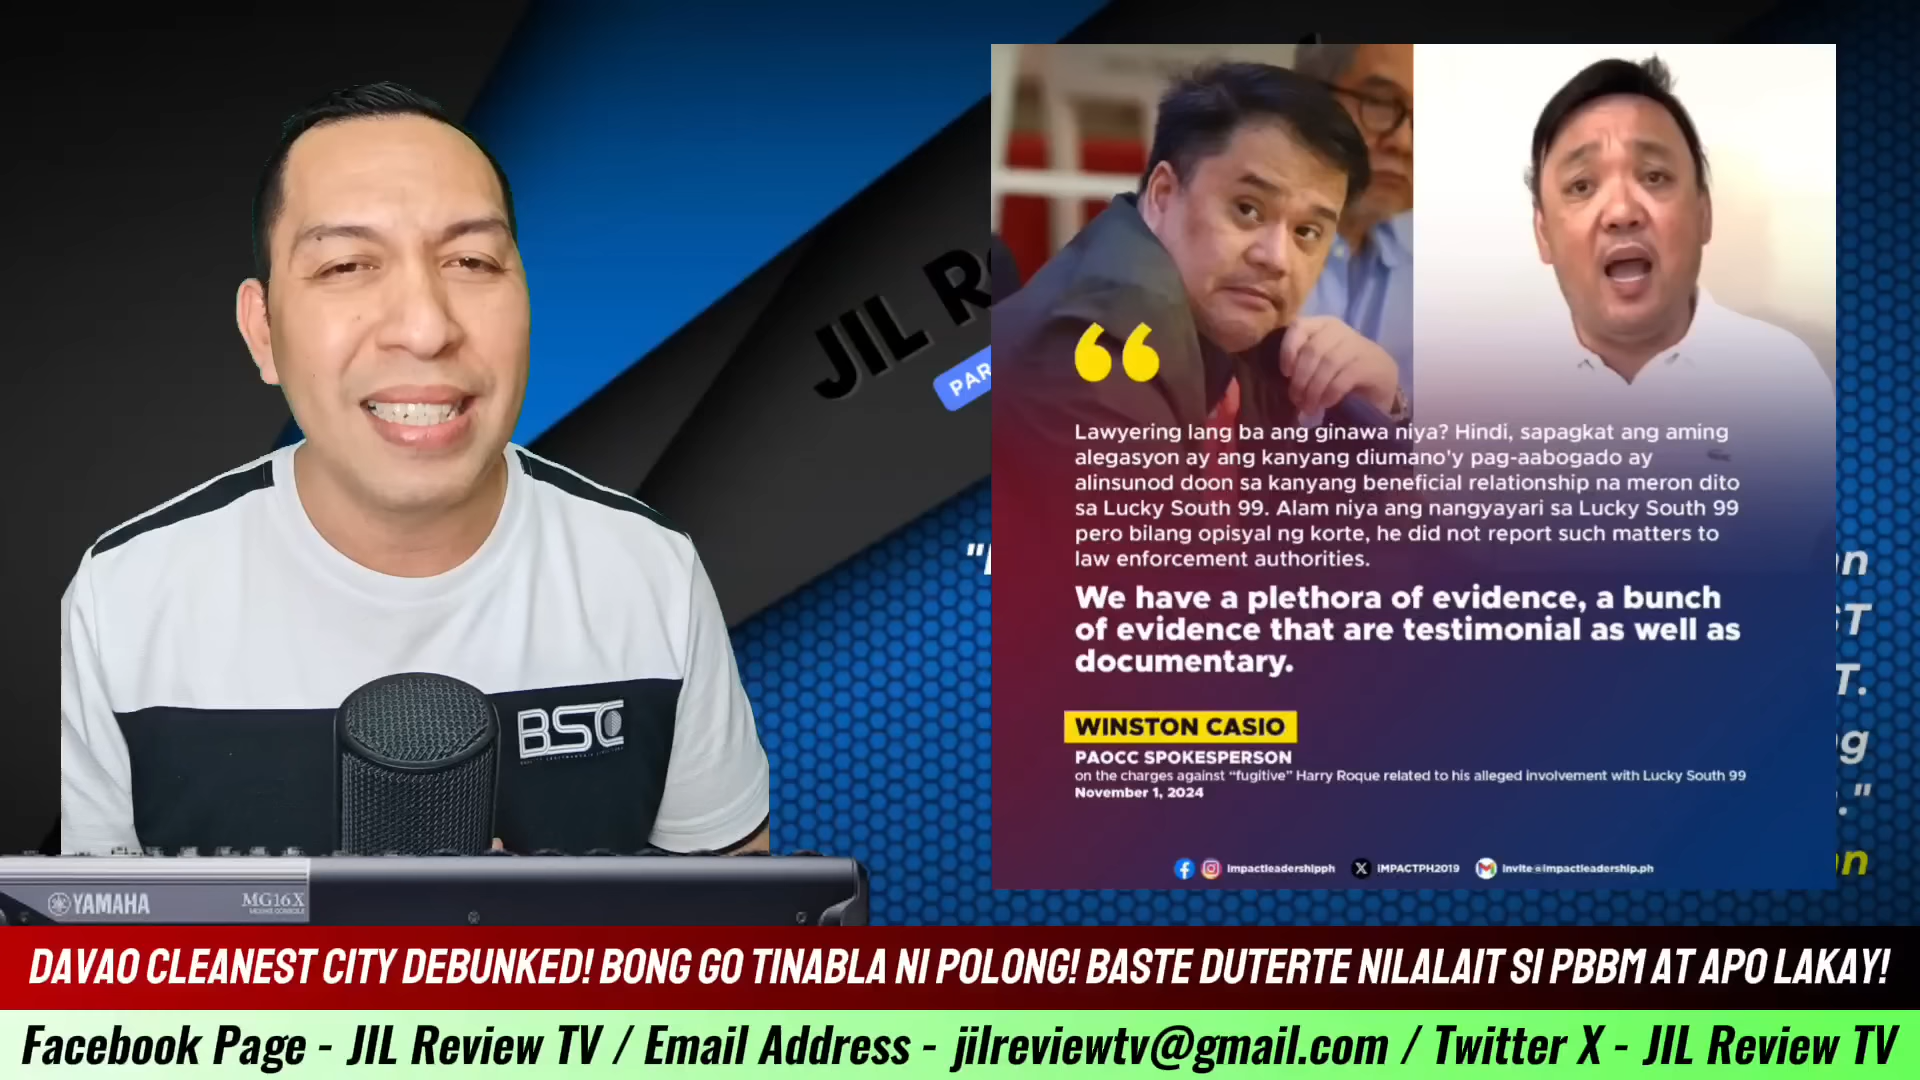 JIL R
PAR
Lawyering lang ba ang ginawa niya? Hindi, sapagkat ang aming
alegasyon ay ang kanyang diumano'y pag-aabogado ay
alinsunod doon sa kanyang beneficial relationship na meron dito
sa Lucky South 99. Alam niya ang nangyayari sa Lucky South 99
pero bilang opisyal ng korte, he did not report such matters to
law enforcement authorities.
We have a plethora of evidence, a bunch
of evidence that are testimonial as well as
documentary.
WINSTON CASIO
PAOCC SPOKESPERSON
on the charges against “fugitive” Harry Roque related to his alleged involvement with Lucky South 99
November 1, 2024
impactleadershipph IMPACTPH2019 invite@impactleadership.ph
BSC
YAMAHA MG16X
MIXING CONSOLE
DAVAO CLEANEST CITY DEBUNKED! BONG GO TINABLA NI POLONG! BASTE DUTERTE NILALAIT SI PBBM AT APO LAKAY!
Facebook Page - JIL Review TV / Email Address - jilreviewtv@gmail.com / Twitter X - JIL Review TV